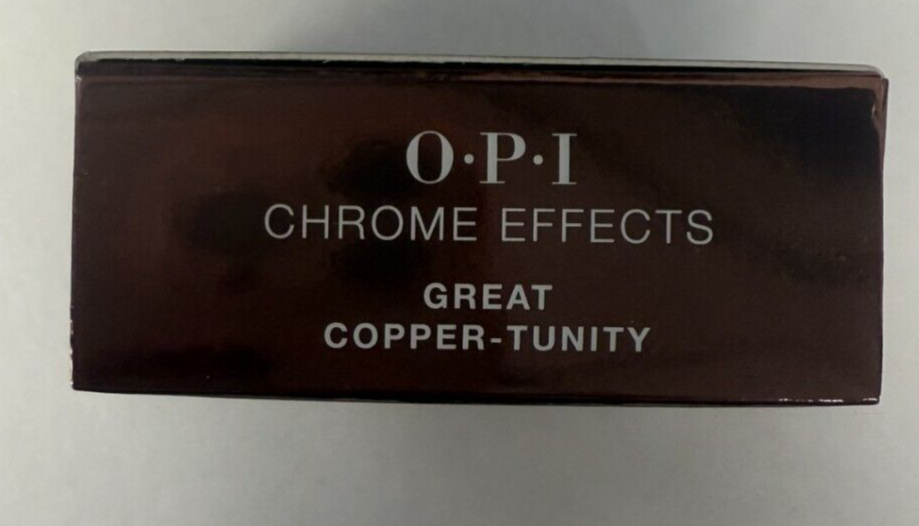 O·P·I
CHROME EFFECTS
GREAT
COPPER-TUNITY